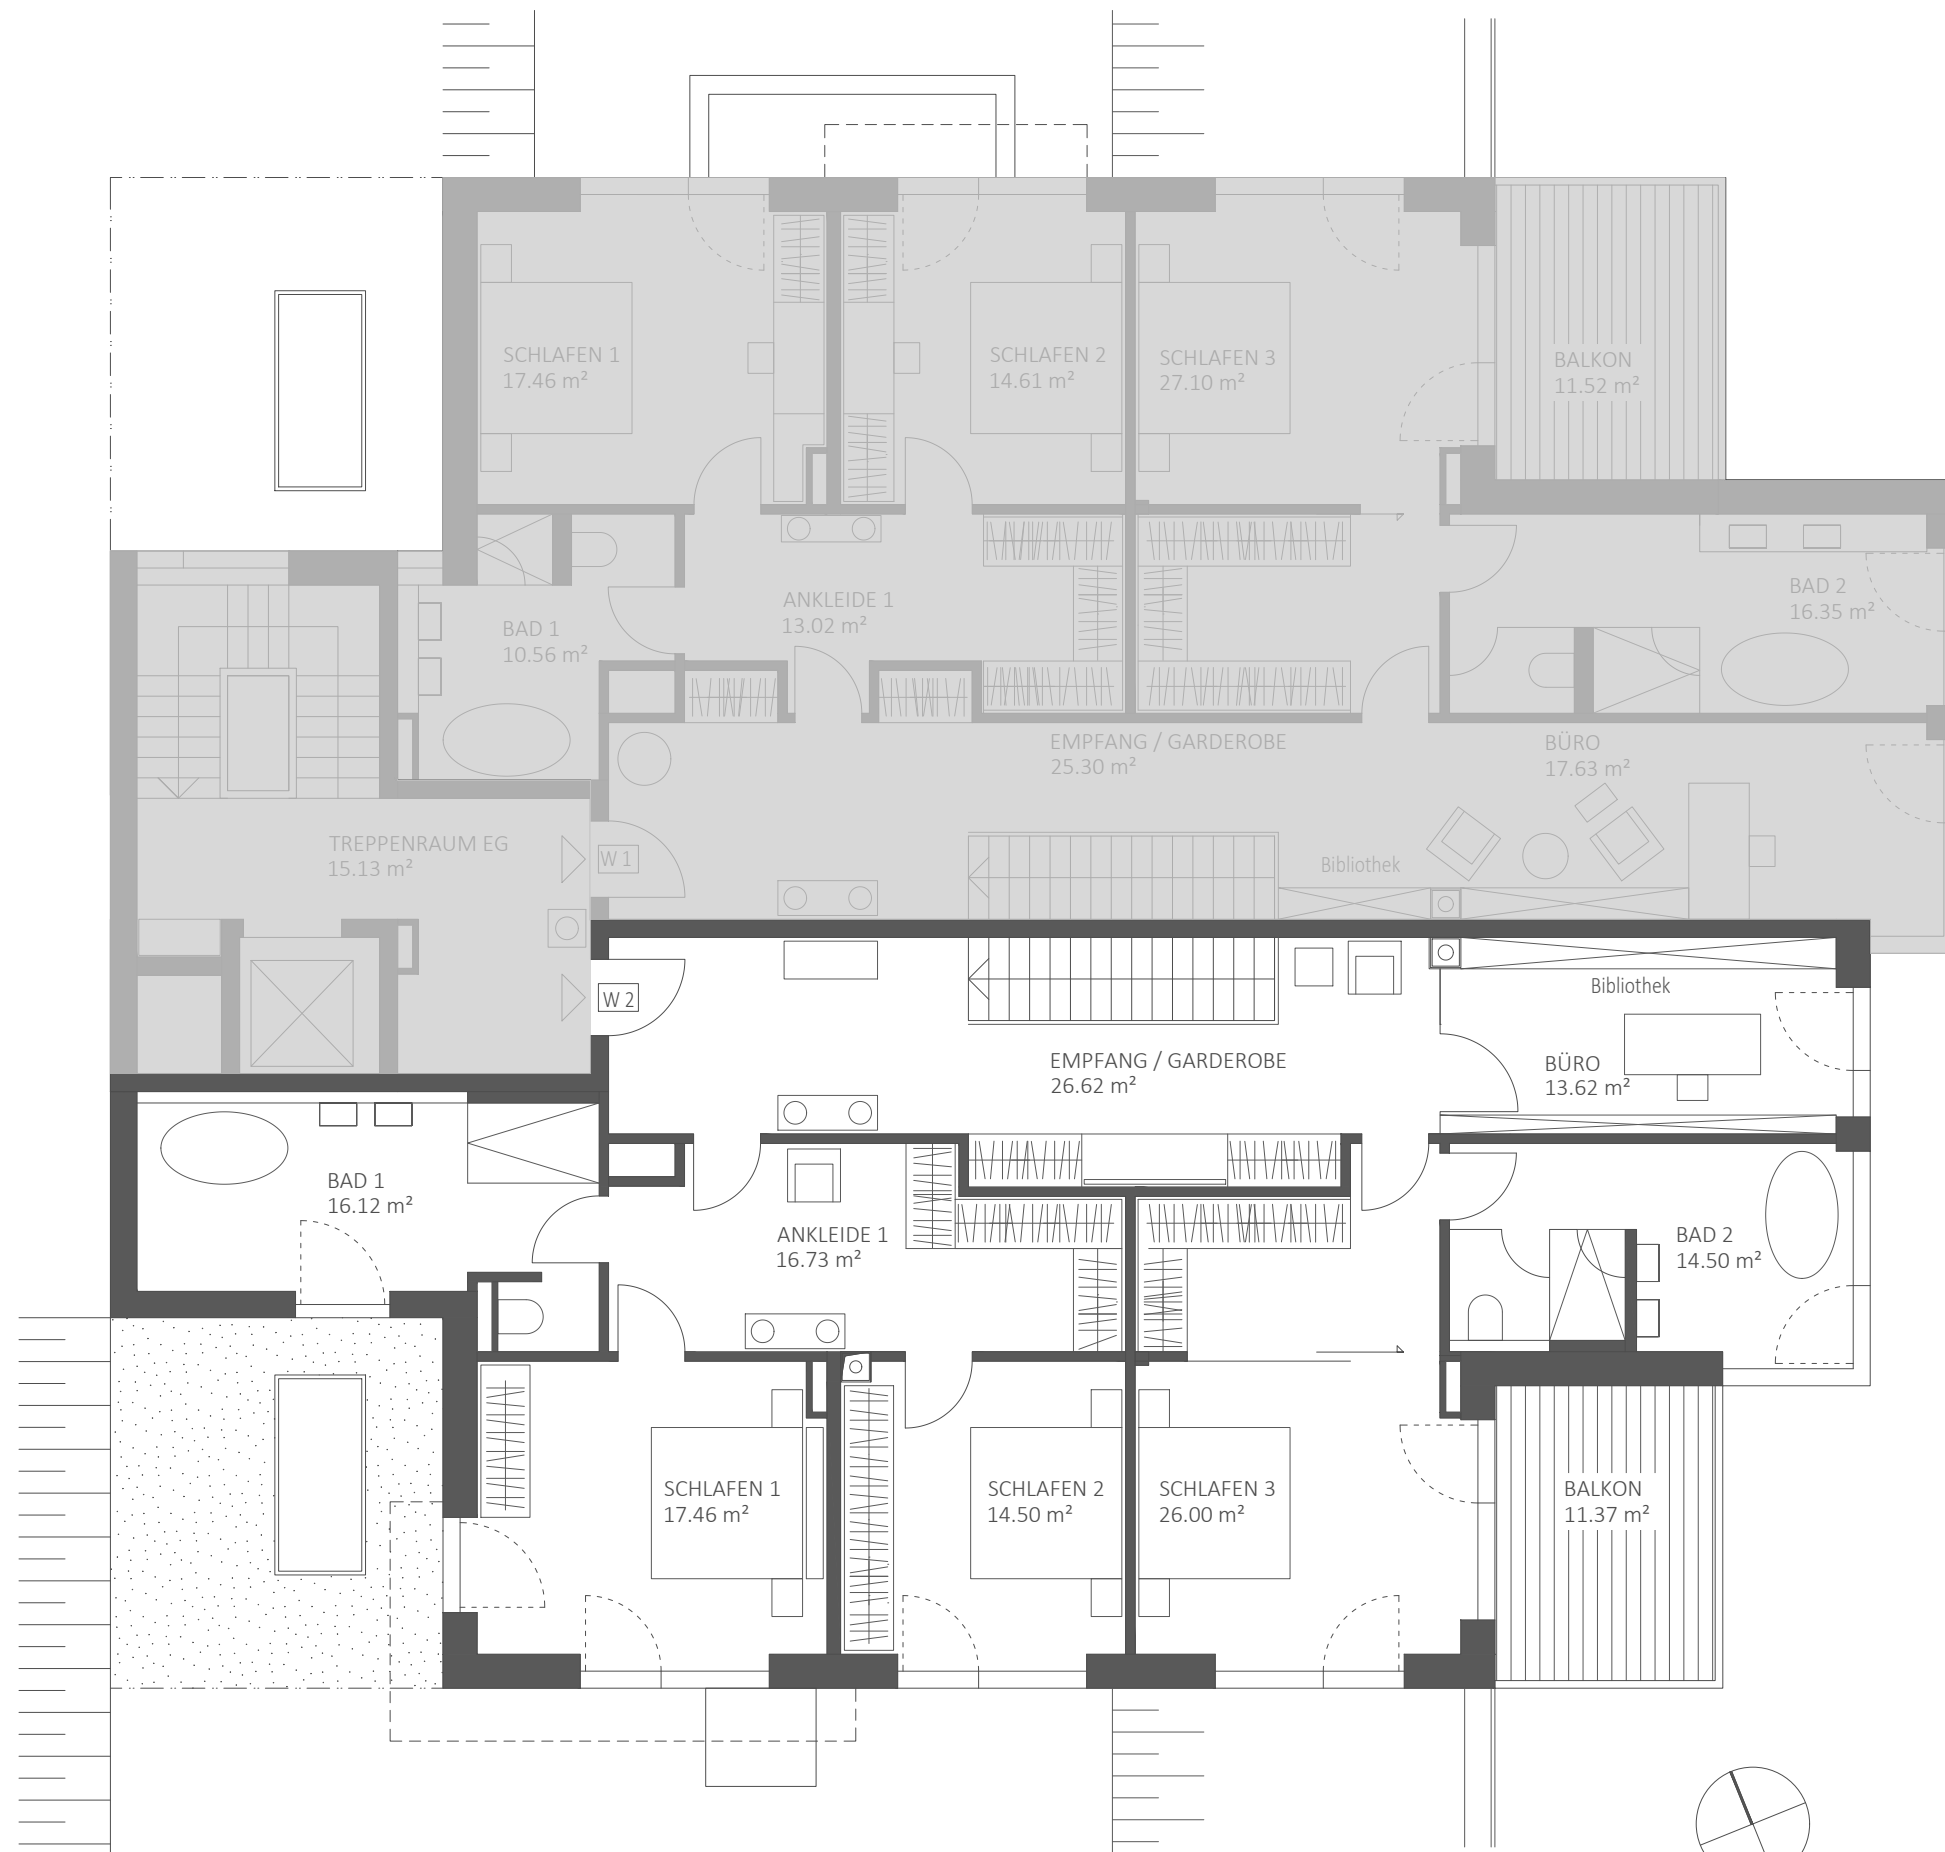 SCHLAFEN 1
17.46 m²
SCHLAFEN 2
14.61 m²
SCHLAFEN 3
27.10 m²
BALKON
11.52 m²
BAD 1
10.56 m²
ANKLEIDE 1
13.02 m²
BAD 2
16.35 m²
EMPFANG / GARDEROBE
25.30 m²
BÜRO
17.63 m²
TREPPENRAUM EG
15.13 m²
W 1
Bibliothek
W 2
Bibliothek
EMPFANG / GARDEROBE
26.62 m²
BÜRO
13.62 m²
BAD 1
16.12 m²
ANKLEIDE 1
16.73 m²
BAD 2
14.50 m²
SCHLAFEN 1
17.46 m²
SCHLAFEN 2
14.50 m²
SCHLAFEN 3
26.00 m²
BALKON
11.37 m²